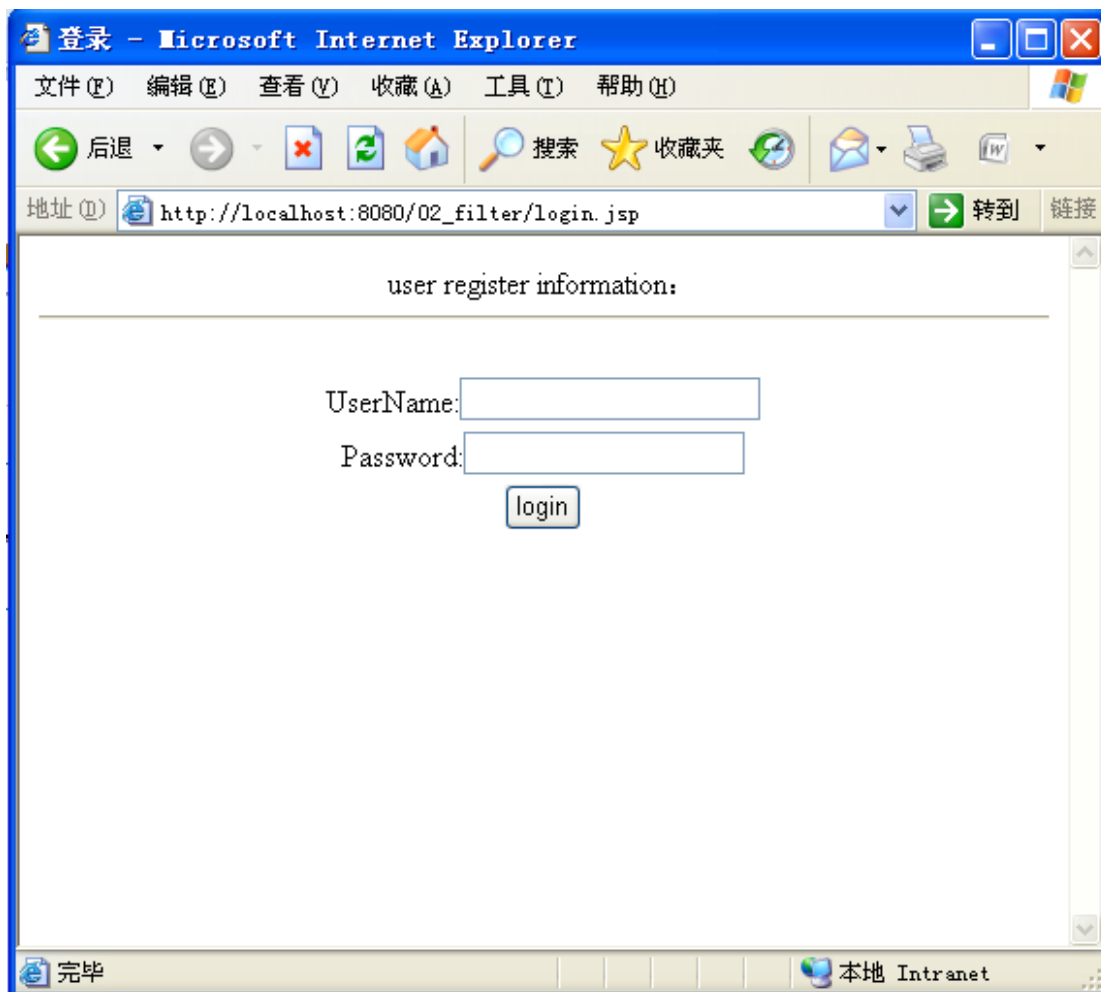 登录 - Microsoft Internet Explorer
文件(F) 编辑(E) 查看(V) 收藏(A) 工具(T) 帮助(H)
后退 搜索 收藏夹 W
地址(D) http://localhost:8080/02_filter/login.jsp 转到 链接
user register information：
UserName:
Password:
login
完毕 本地 Intranet